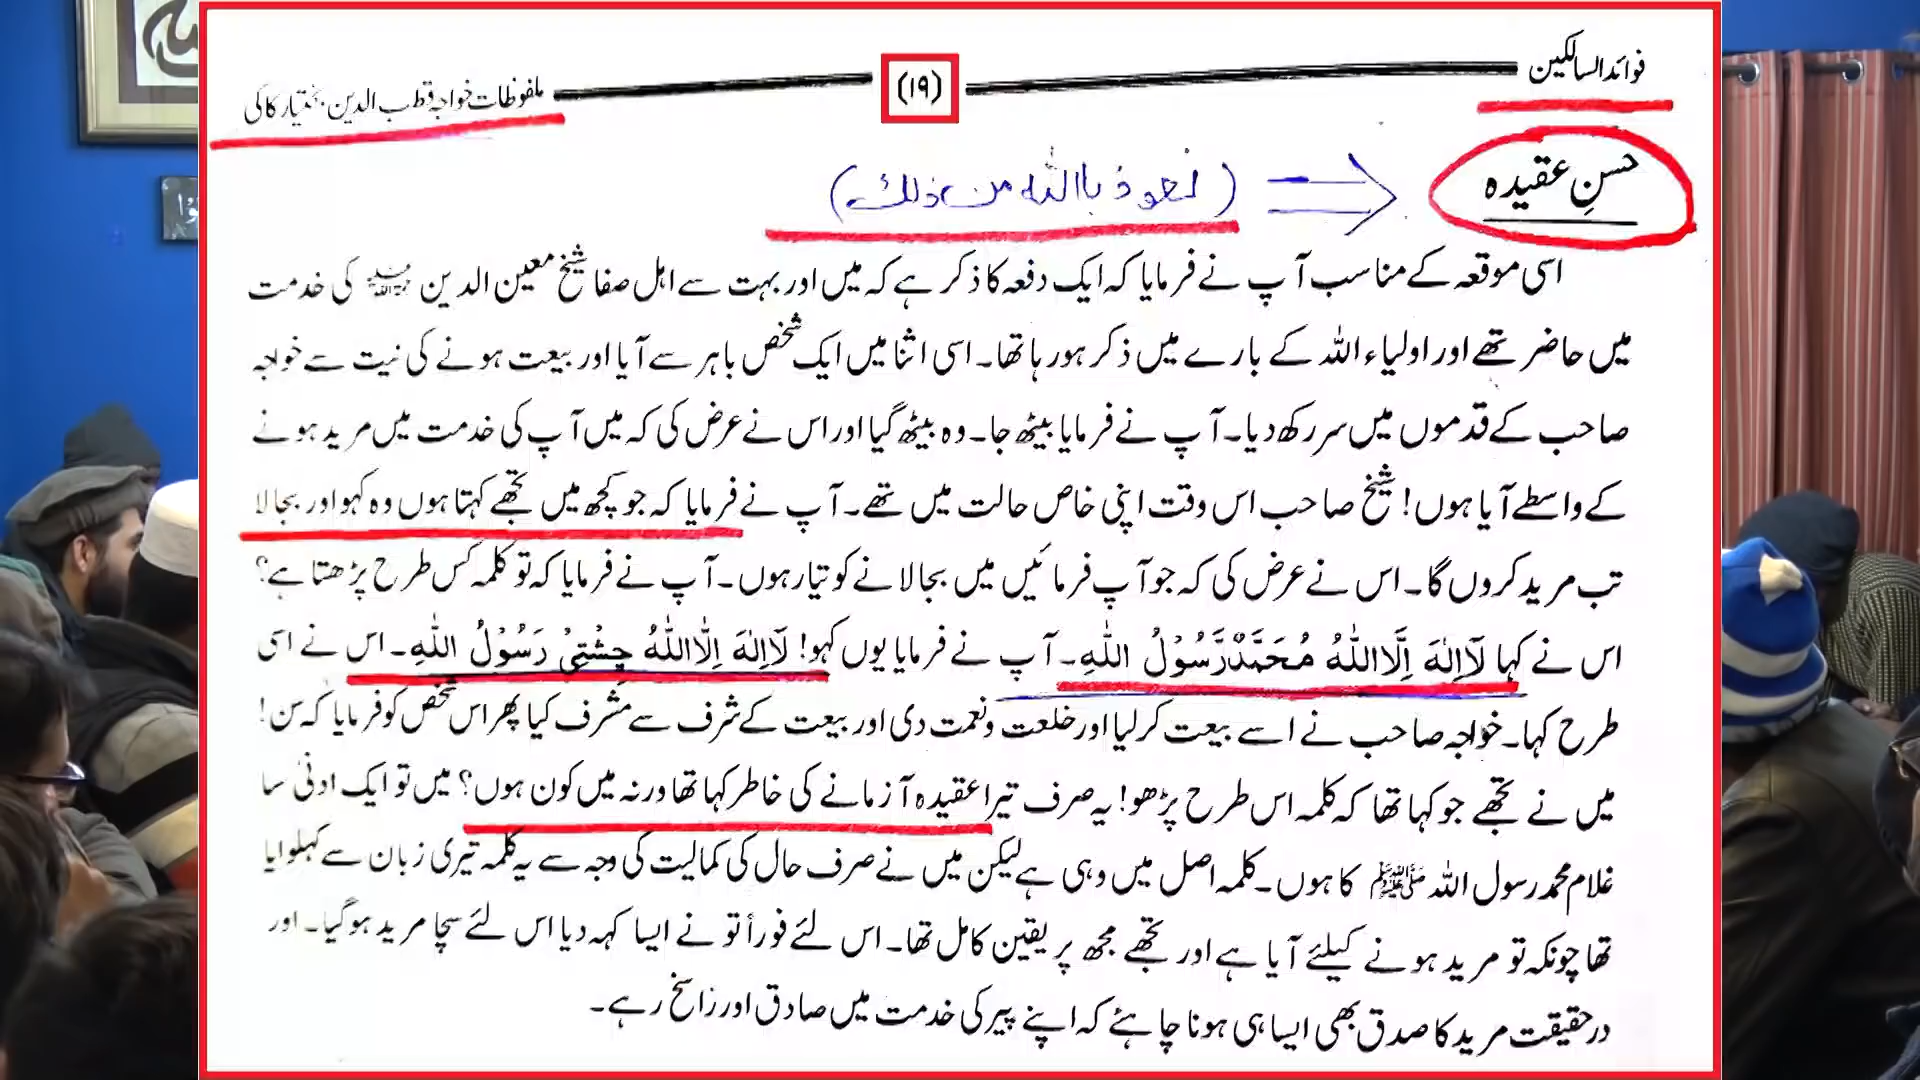 فوائد السالکین
(۱۹)
ملفوظات خواجہ قطب الدین بختیار کاکی
حسنِ عقیدہ
(نعوذ باللہ من ذلک)
اسی موقعہ کے مناسب آپ نے فرمایا کہ ایک دفعہ کا ذکر ہے کہ میں اور بہت سے اہل صفا شیخ معین الدین ؒ کی خدمت
میں حاضر تھے اور اولیاء اللہ کے بارے میں ذکر ہو رہا تھا۔ اسی اثنا میں ایک شخص باہر سے آیا اور بیعت ہونے کی نیت سے خواجہ
صاحب کے قدموں میں سر رکھ دیا۔ آپ نے فرمایا بیٹھ جا۔ وہ بیٹھ گیا اور اس نے عرض کی کہ میں آپ کی خدمت میں مرید ہونے
کے واسطے آیا ہوں! شیخ صاحب اس وقت اپنی خاص حالت میں تھے۔ آپ نے فرمایا کہ جو کچھ میں تجھے کہتا ہوں وہ کہو اور بجا لا
تب مرید کروں گا۔ اس نے عرض کی کہ جو آپ فرمائیں میں بجا لانے کو تیار ہوں۔ آپ نے فرمایا کہ تو کلمہ کس طرح پڑھتا ہے؟
اس نے کہا لَآاِلٰهَ اِلَّااللّٰهُ مُحَمَّدٌرَّسُوْلُ اللّٰهِ۔ آپ نے فرمایا یوں کہو! لَآاِلٰهَ اِلَّااللّٰهُ چِشْتِیْ رَسُوْلُ اللّٰهِ۔ اس نے اسی
طرح کہا۔ خواجہ صاحب نے اسے بیعت کر لیا اور خلعت و نعمت دی اور بیعت کے شرف سے مشرف کیا پھر اس شخص کو فرمایا کہ سن!
میں نے تجھے جو کہا تھا کہ کلمہ اس طرح پڑھو! یہ صرف تیرا عقیدہ آزمانے کی خاطر کہا تھا ورنہ میں کون ہوں؟ میں تو ایک ادنیٰ سا
غلام محمد رسول اللہ ﷺ کا ہوں۔ کلمہ اصل میں وہی ہے لیکن میں نے صرف حال کی کمالیت کی وجہ سے یہ کلمہ تیری زبان سے کہلوایا
تھا چونکہ تو مرید ہونے کیلئے آیا ہے اور تجھے مجھ پر یقین کامل تھا۔ اس لئے فوراً تو نے ایسا کہہ دیا اس لئے سچا مرید ہو گیا۔ اور
درحقیقت مرید کا صدق بھی ایسا ہی ہونا چاہئے کہ اپنے پیر کی خدمت میں صادق اور راسخ رہے۔